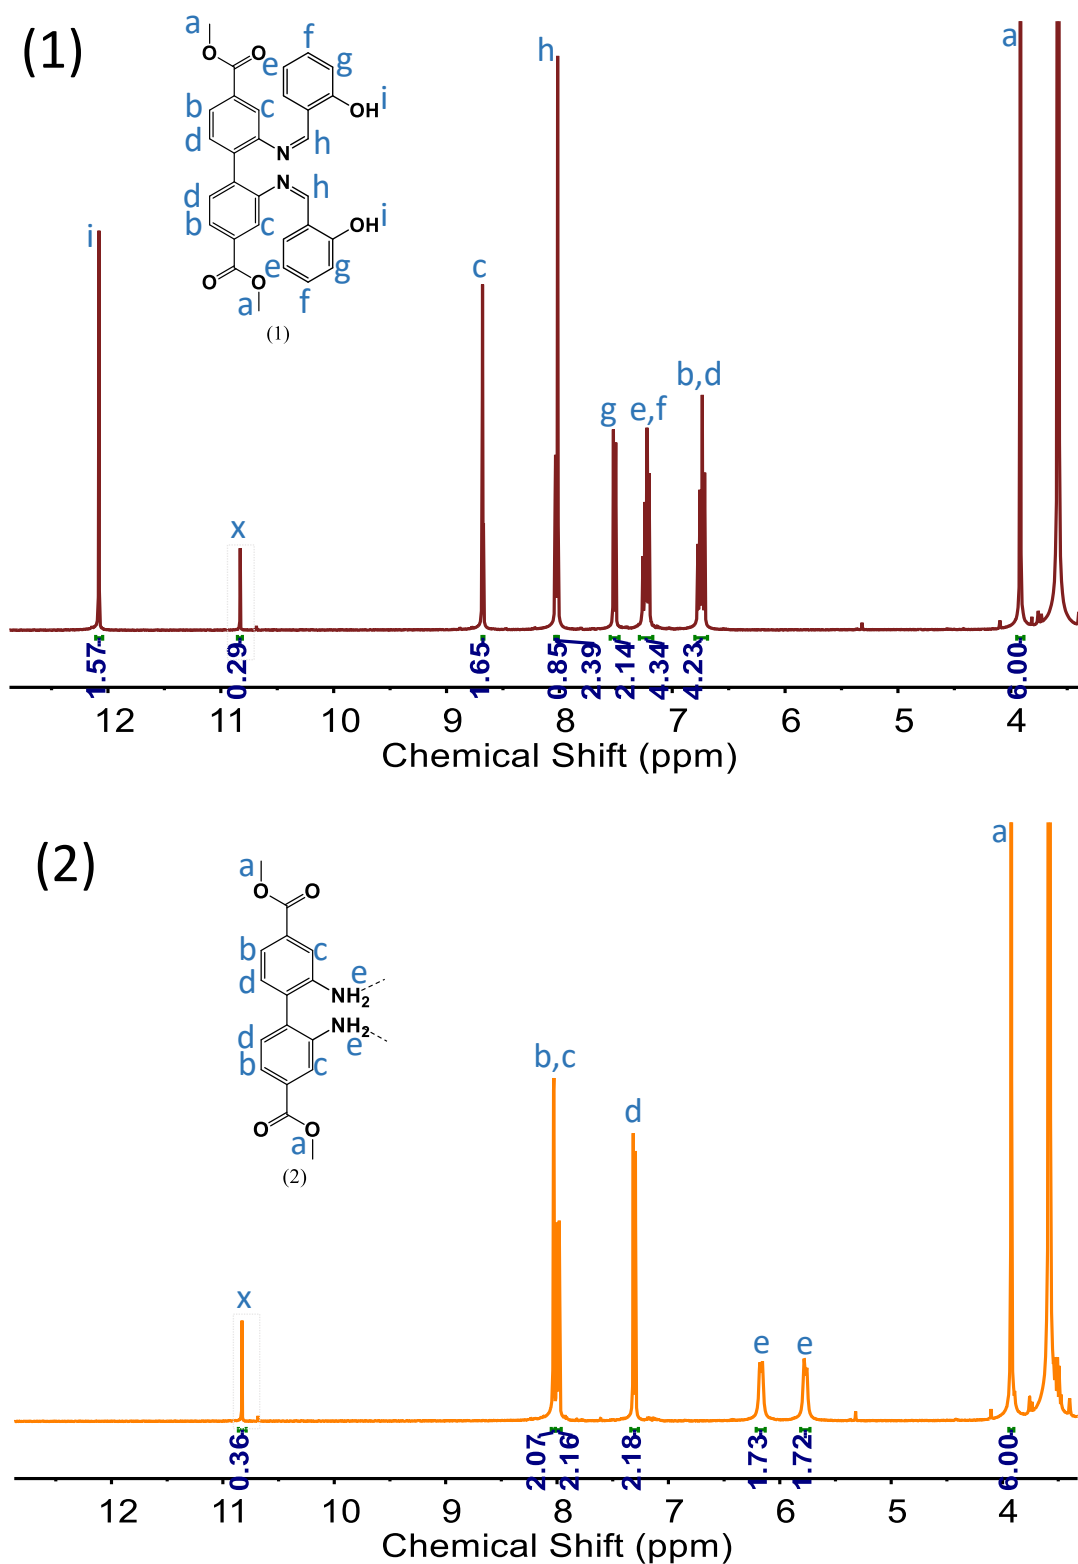 (1)
a
O
O
f
e
g
b
c
OH
i
d
N
h
N
h
d
OH
i
b
c
e
g
O
O
a
f
(1)
h
a
i
c
b,d
g
e,f
x
1.57
0.29
1.65
0.85
2.39
2.14
4.34
4.23
6.00
12
11
10
9
8
7
6
5
4
Chemical Shift (ppm)
(2)
a
O
O
b
c
d
e
NH2
NH2
d
e
b
c
O
O
a
(2)
a
b,c
d
x
e
e
0.36
2.07
2.16
2.18
1.73
1.72
6.00
12
11
10
9
8
7
6
5
4
Chemical Shift (ppm)